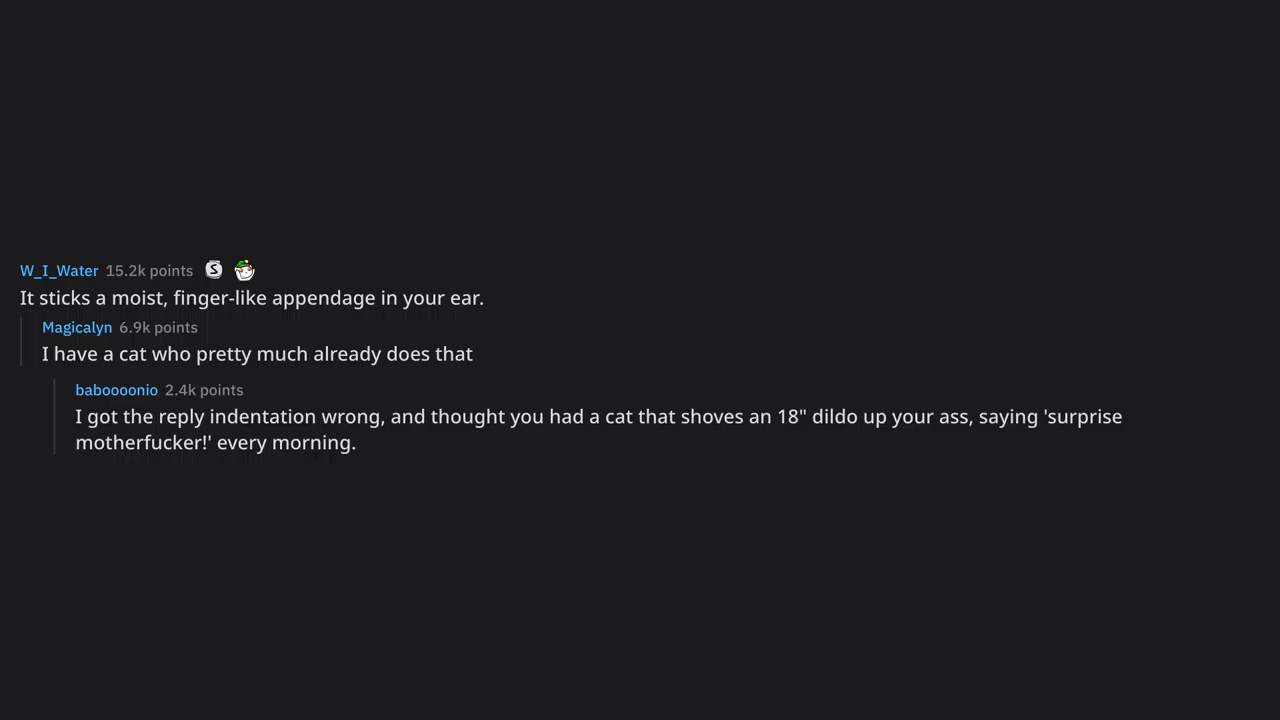 W_I_Water 15.2k points
It sticks a moist, finger-like appendage in your ear.
Magicalyn 6.9k points
I have a cat who pretty much already does that
baboooonio 2.4k points
I got the reply indentation wrong, and thought you had a cat that shoves an 18" dildo up your ass, saying 'surprise
motherfucker!' every morning.